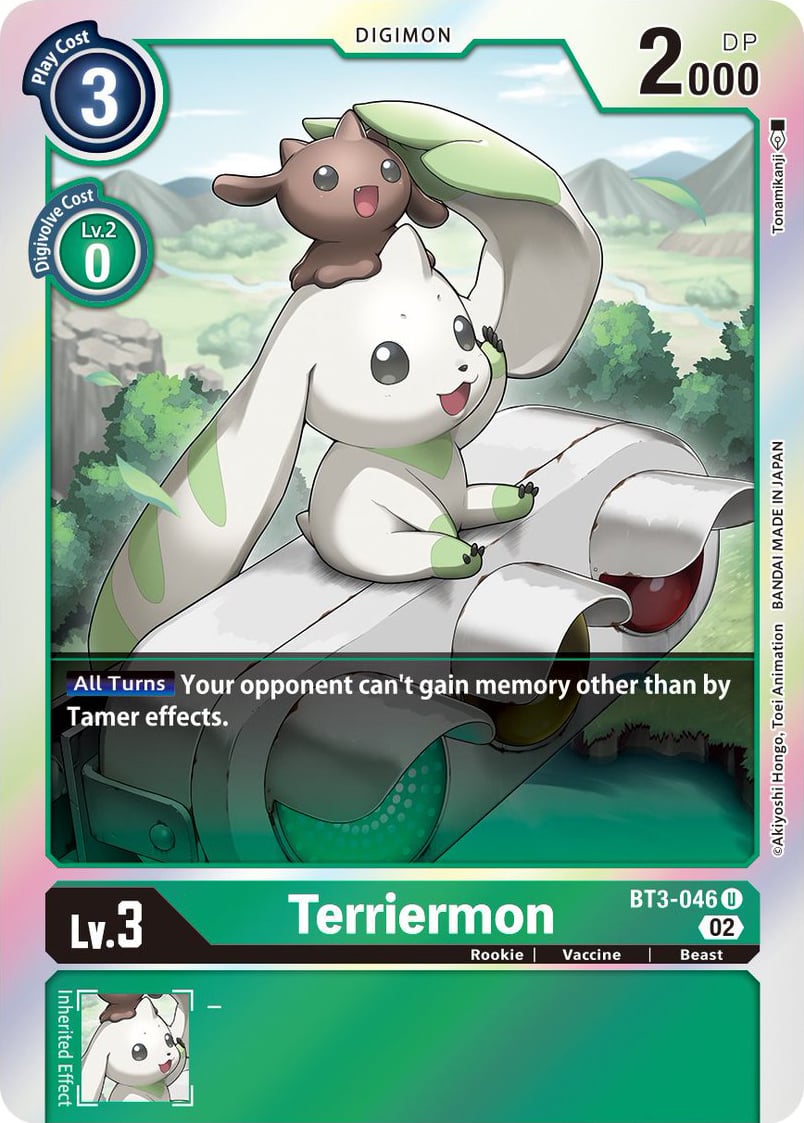 DIGIMON
Play Cost
3
DP
2000
Digivolve Cost
Lv.2
0
Tonamikanji
BANDAI MADE IN JAPAN
©Akiyoshi Hongo, Toei Animation
All Turns Your opponent can't gain memory other than by
Tamer effects.
Lv.3
Terriermon
BT3-046 U
02
Rookie | Vaccine | Beast
Inherited Effect
–